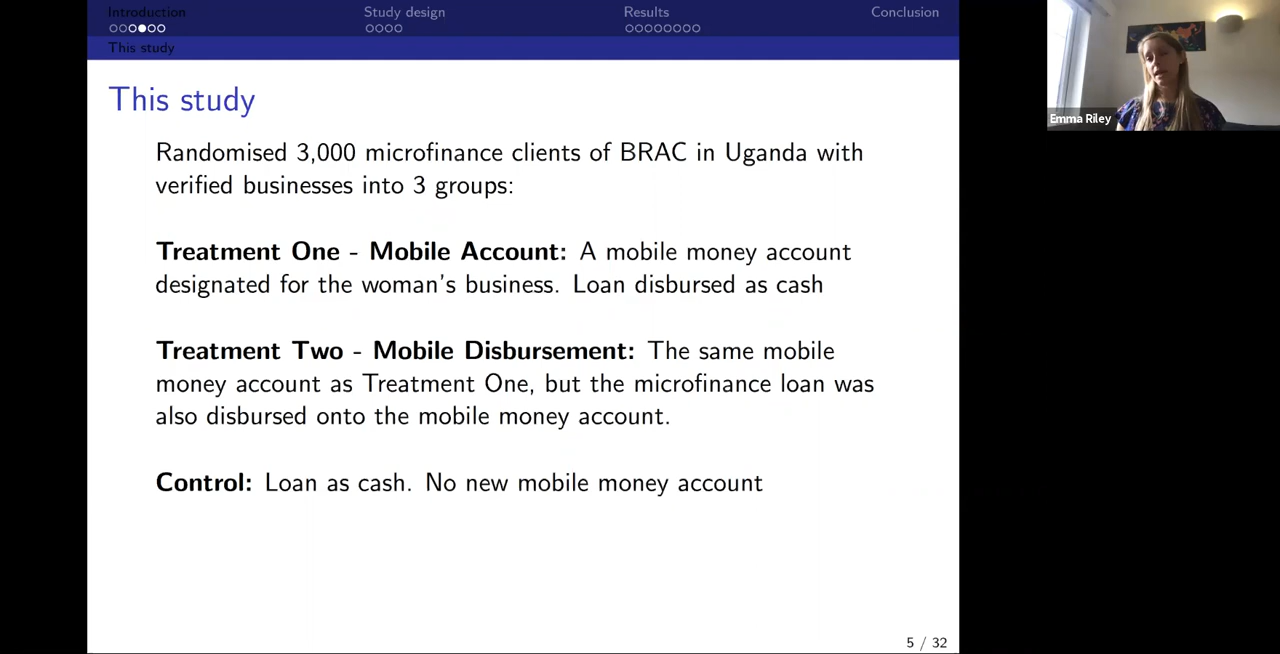 Introduction
Study design
Results
Conclusion
This study
This study
Randomised 3,000 microfinance clients of BRAC in Uganda with
verified businesses into 3 groups:
Treatment One - Mobile Account: A mobile money account
designated for the woman's business. Loan disbursed as cash
Treatment Two - Mobile Disbursement: The same mobile
money account as Treatment One, but the microfinance loan was
also disbursed onto the mobile money account.
Control: Loan as cash. No new mobile money account
5 / 32
Emma Riley